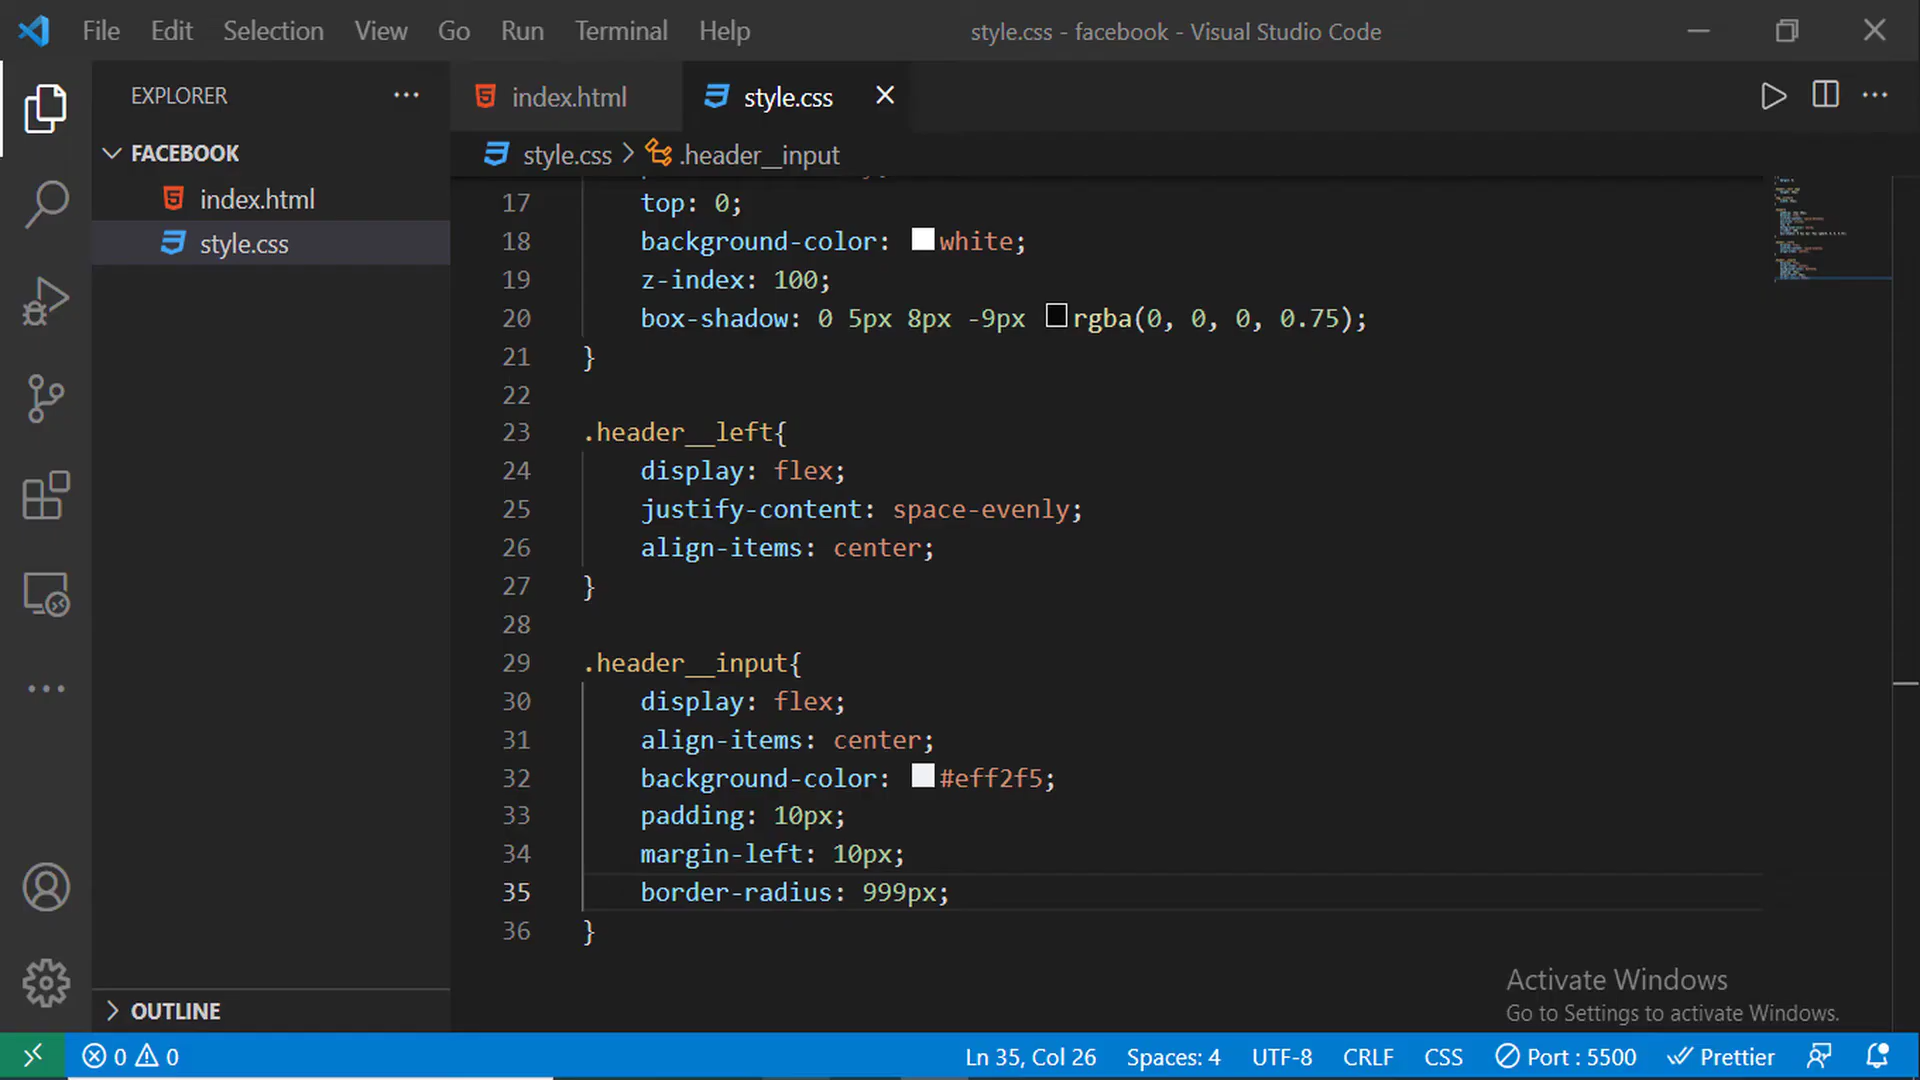 File Edit Selection View Go Run Terminal Help style.css - facebook - Visual Studio Code
EXPLORER
FACEBOOK
index.html
style.css
OUTLINE
index.html style.css
style.css > .header__input
17 top: 0;
18 background-color: white;
19 z-index: 100;
20 box-shadow: 0 5px 8px -9px rgba(0, 0, 0, 0.75);
21 }
22
23 .header__left{
24 display: flex;
25 justify-content: space-evenly;
26 align-items: center;
27 }
28
29 .header__input{
30 display: flex;
31 align-items: center;
32 background-color: #eff2f5;
33 padding: 10px;
34 margin-left: 10px;
35 border-radius: 999px;
36 }
Activate Windows
Go to Settings to activate Windows.
0 0 Ln 35, Col 26 Spaces: 4 UTF-8 CRLF CSS Port : 5500 Prettier